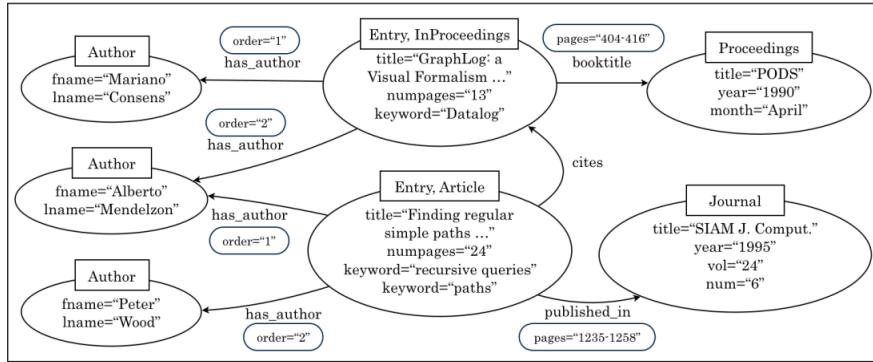 Author
fname=“Mariano”
lname=“Consens”
order=“1”
has_author
Entry, InProceedings
title=“GraphLog: a
Visual Formalism …”
numpages=“13”
keyword=“Datalog”
pages=“404-416”
booktitle
Proceedings
title=“PODS”
year=“1990”
month=“April”
order=“2”
has_author
Author
fname=“Alberto”
lname=“Mendelzon”
has_author
order=“1”
cites
Entry, Article
title=“Finding regular
simple paths …”
numpages=“24”
keyword=“recursive queries”
keyword=“paths”
Journal
title=“SIAM J. Comput.”
year=“1995”
vol=“24”
num=“6”
Author
fname=“Peter”
lname=“Wood”
has_author
order=“2”
published_in
pages=“1235-1258”